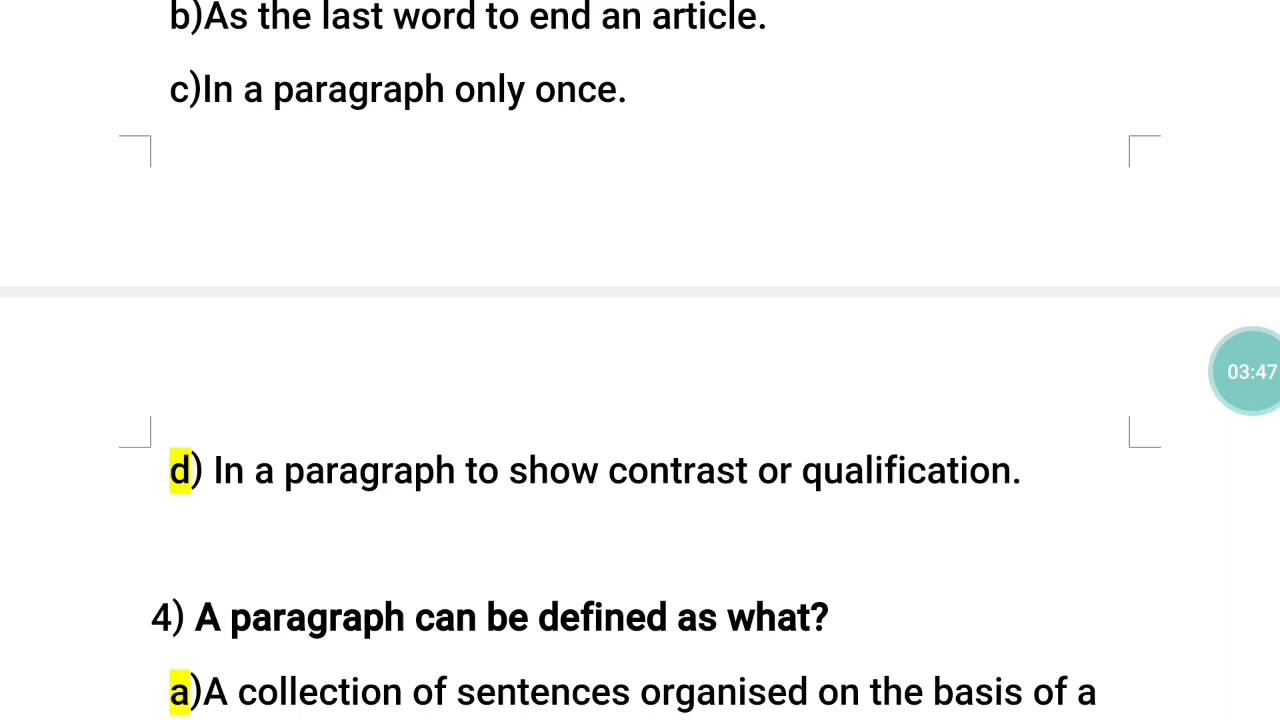 b)As the last word to end an article.
c)In a paragraph only once.
03:47
d) In a paragraph to show contrast or qualification.
4) A paragraph can be defined as what?
a)A collection of sentences organised on the basis of a